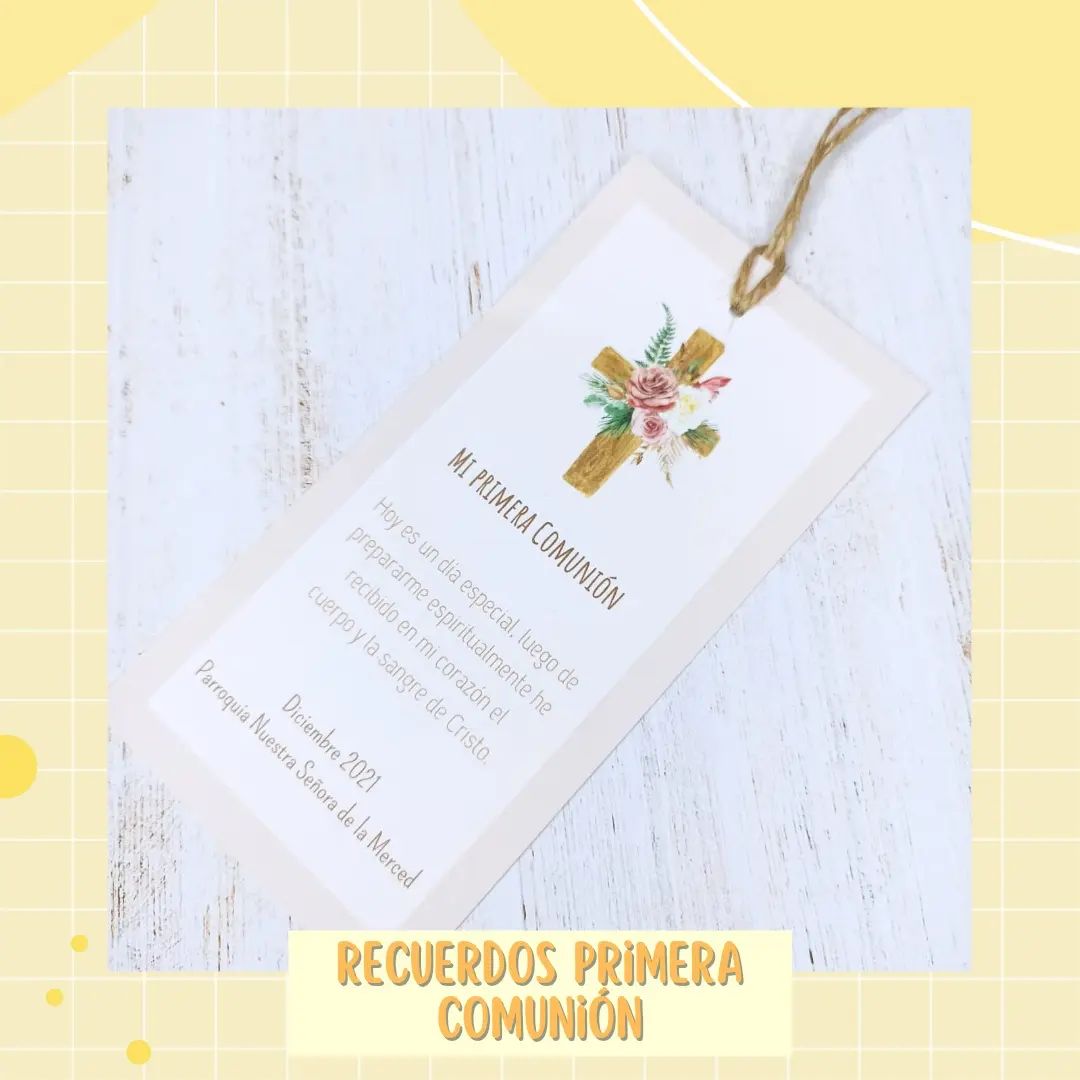 Mi primera Comunión
Hoy es un día especial, luego de
prepararme espiritualmente he
recibido en mi corazón el
cuerpo y la sangre de Cristo.
Diciembre 2021
Parroquia Nuestra Señora de la Merced
RECUERDOS PRiMERA
COMUNiÓN